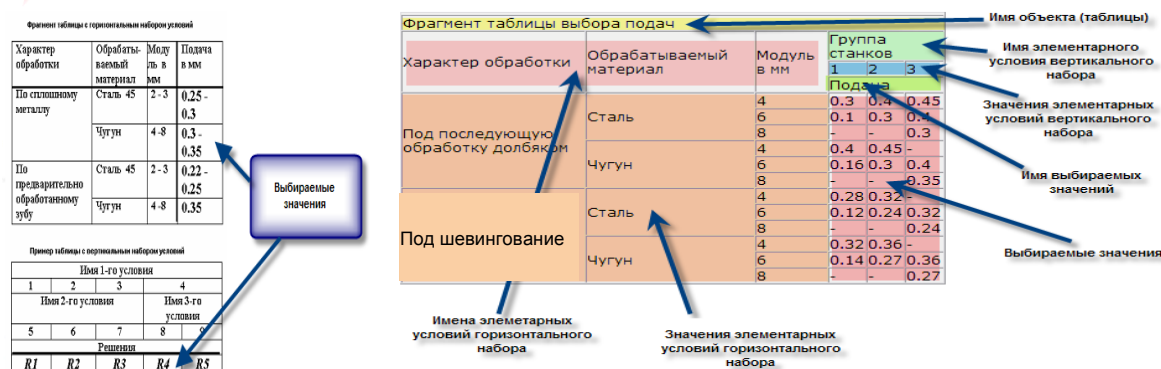 Фрагмент таблицы с горизонтальным набором условий
Характер обработки | Обрабаты-ваемый материал | Моду ль в мм | Подача в мм
По сплошному металлу | Сталь 45 | 2 - 3 | 0,25 - 0,3
Чугун | 4 -8 | 0,3 - 0,35
По предварительно обработанному зубу | Сталь 45 | 2 - 3 | 0,22 - 0,25
Чугун | 4 -8 | 0,35
Выбираемые
значения
Пример таблицы с вертикальным набором условий
Имя 1-го условия
1 2 3 4
Имя 2-го условия Имя 3-го
условия
5 6 7 8 9
Решения
R1 R2 R3 R4 R5
Фрагмент таблицы выбора подач
Характер обработки | Обрабатываемый материал | Модуль в мм | Группа станков
1 2 3
Подача
Под последующую обработку долбяком | Сталь | 4 | 0.3 | 0.4 | 0.45
6 | 0.1 | 0.3 | 0.4
8 | - | - | 0.3
Чугун | 4 | 0.4 | 0.45 | -
6 | 0.16 | 0.3 | 0.4
8 | - | - | 0.35
Под шевингование | Сталь | 4 | 0.28 | 0.32 | -
6 | 0.12 | 0.24 | 0.32
8 | - | - | 0.24
Чугун | 4 | 0.32 | 0.36 | -
6 | 0.14 | 0.27 | 0.36
8 | - | - | 0.27
Имя объекта (таблицы)
Имя элементарного
условия вертикального
набора
Значения элементарных
условий вертикального
набора
Имя выбираемых
значений
Выбираемые значения
Имена элеметарных
условий горизонтального
набора
Значения элементарных
условий горизонтального
набора